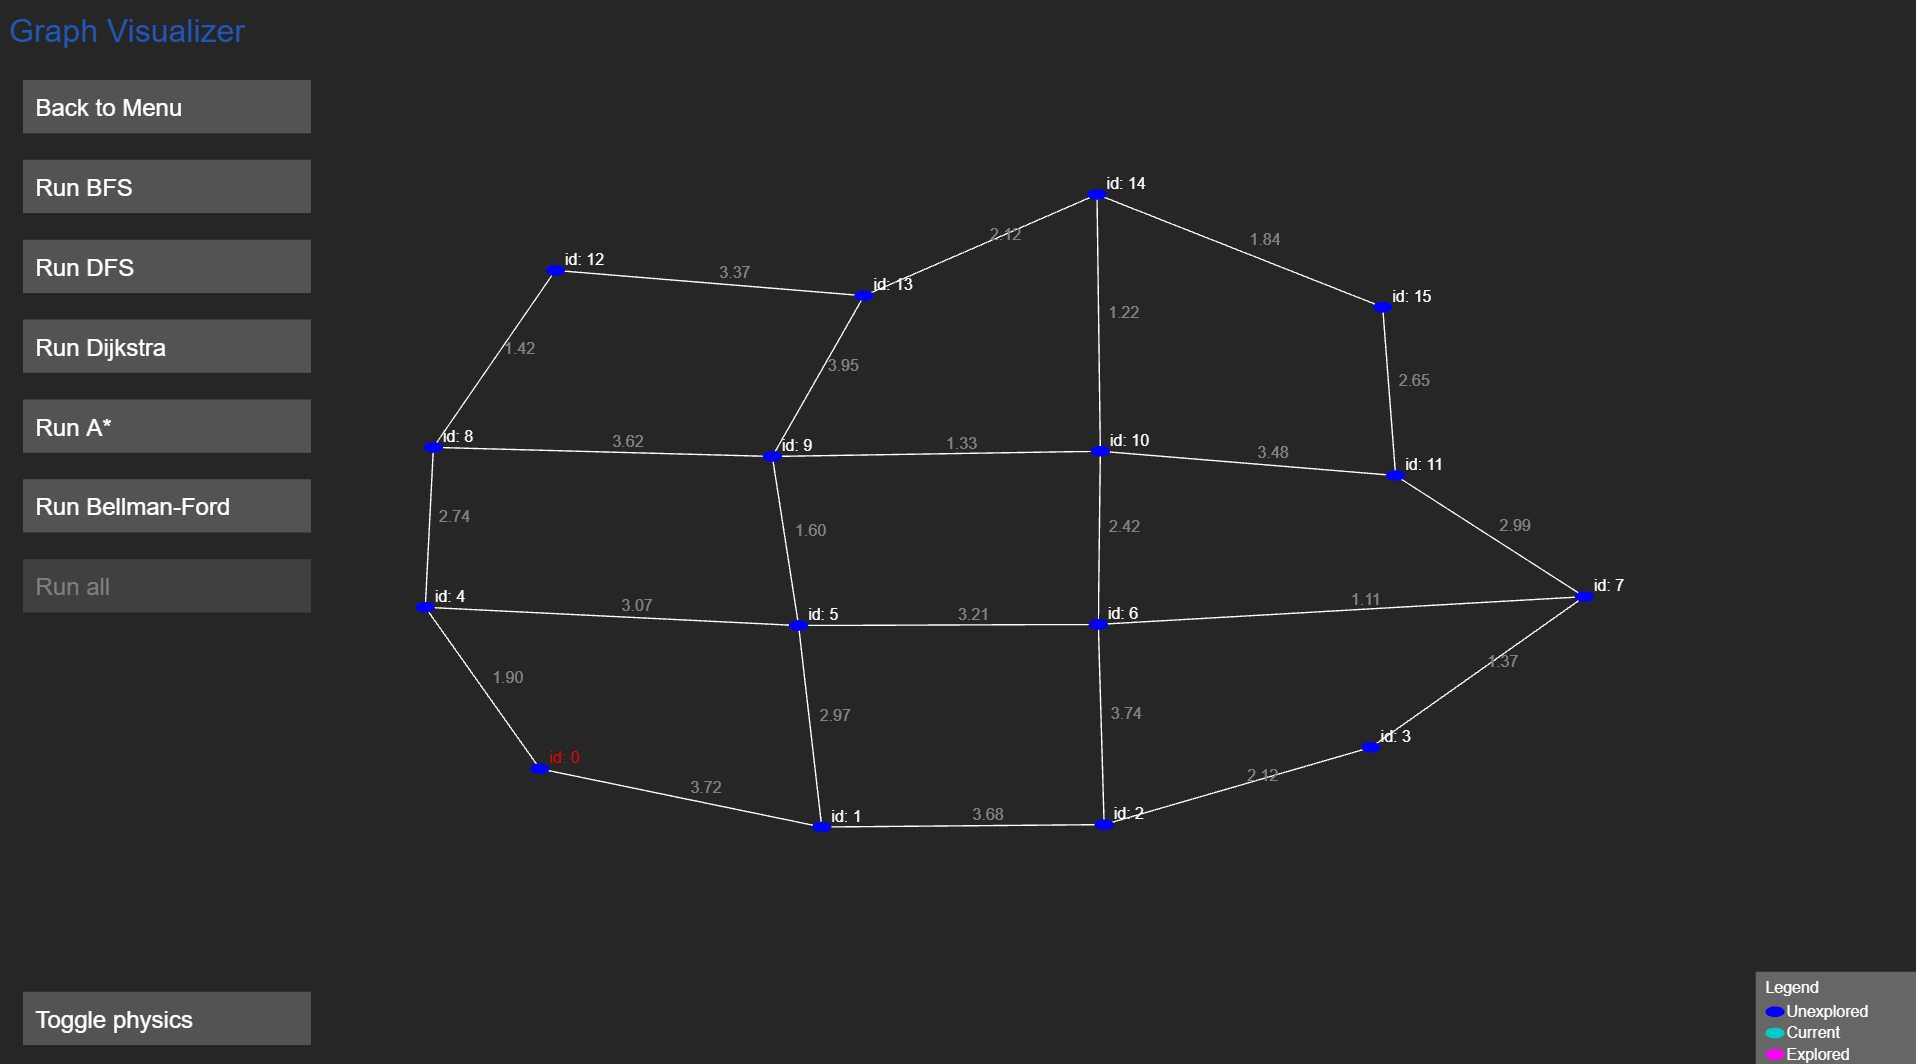 Graph Visualizer
Back to Menu
Run BFS
Run DFS
Run Dijkstra
Run A*
Run Bellman-Ford
Run all
Toggle physics
id: 14
2.12
1.84
id: 12
3.37
id: 13
id: 15
1.22
1.42
3.95
2.65
id: 8
3.62
id: 9
1.33
id: 10
3.48
id: 11
2.74
1.60
2.42
2.99
id: 7
id: 4
3.07
id: 5
3.21
id: 6
1.11
1.90
2.97
3.74
1.37
id: 3
id: 0
3.72
id: 1
3.68
id: 2
2.12
Legend
Unexplored
Current
Explored